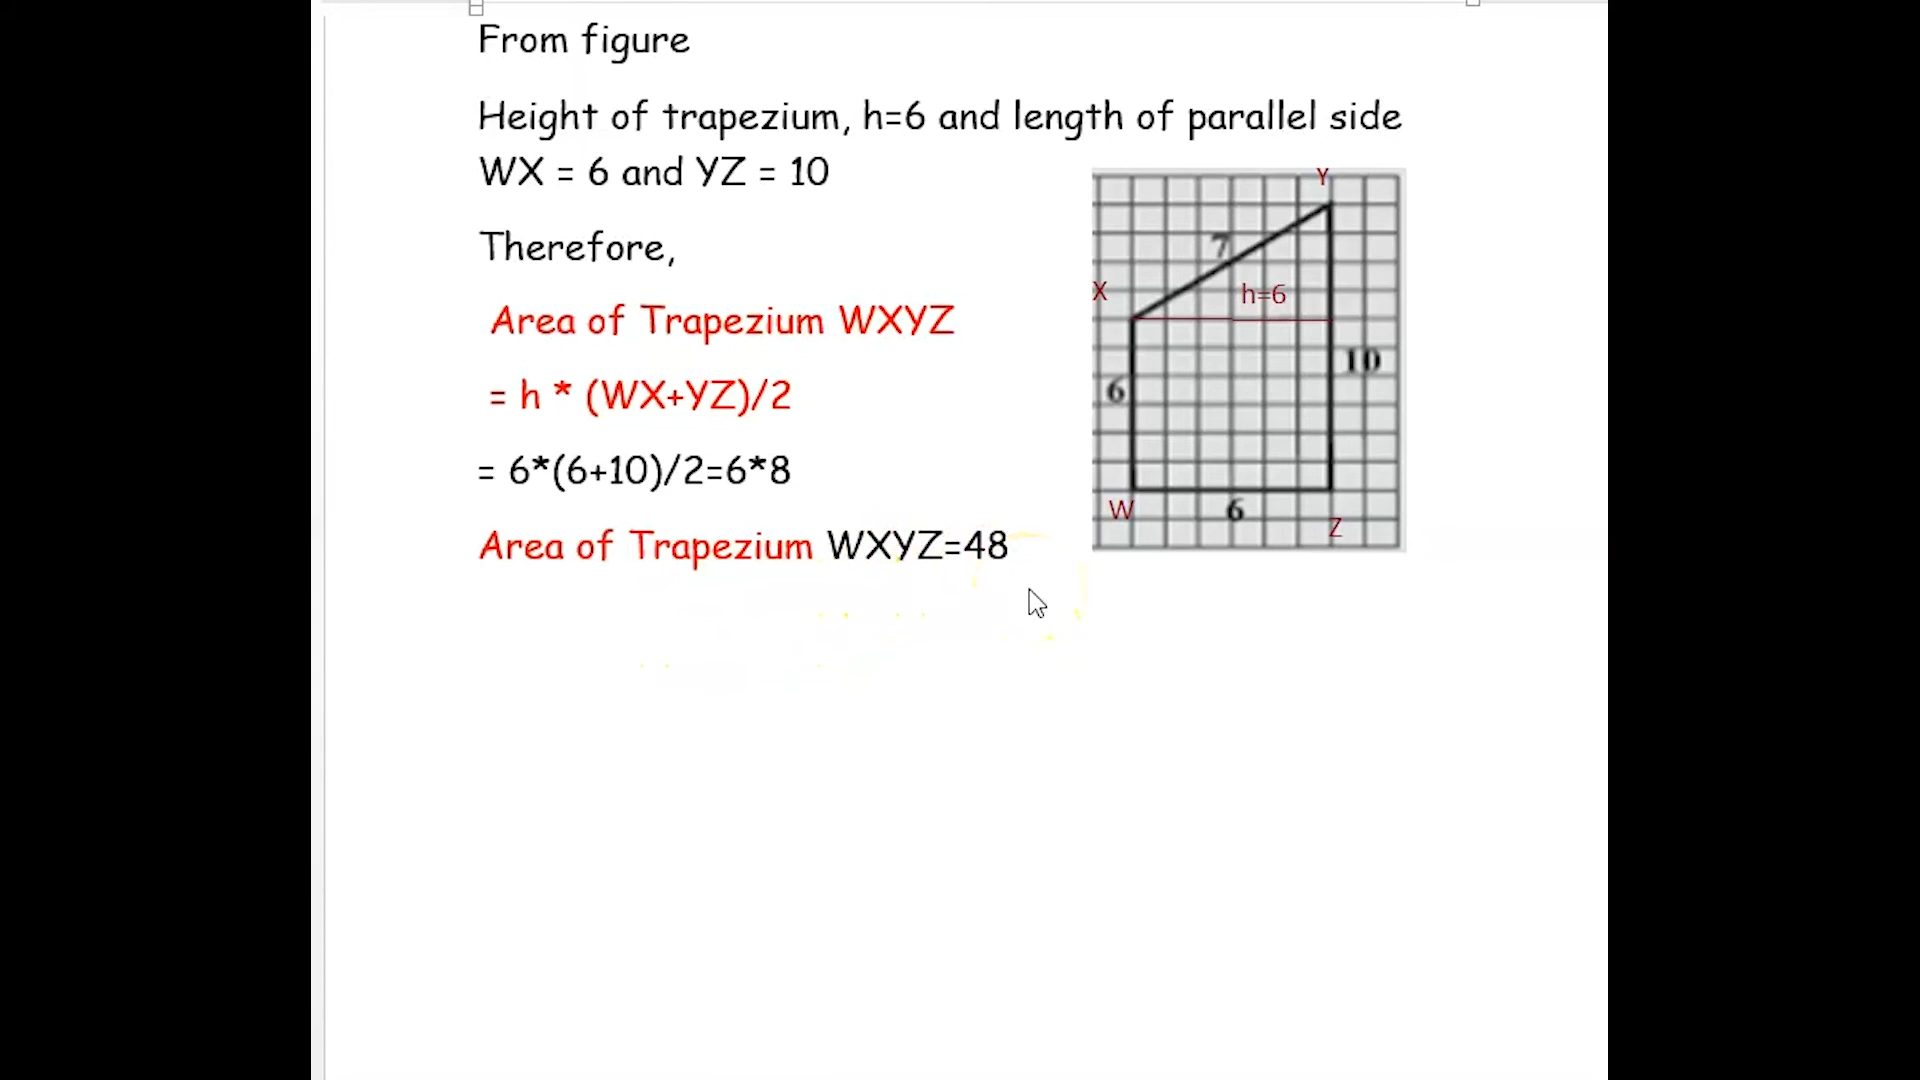 From figure
Height of trapezium, h=6 and length of parallel side
WX = 6 and YZ = 10
Therefore,
Area of Trapezium WXYZ
= h * (WX+YZ)/2
= 6*(6+10)/2=6*8
Area of Trapezium WXYZ=48
Y
7
X
h=6
10
6
W
6
Z